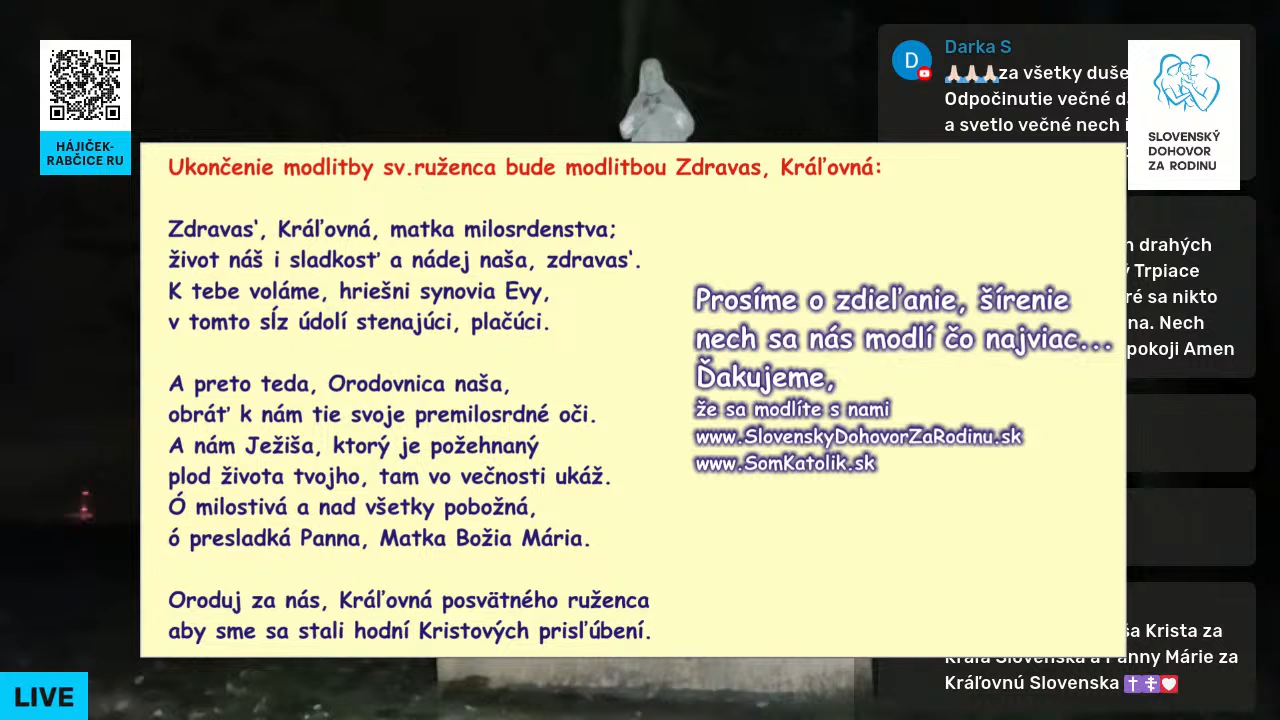 HÁJIČEK-
RABČICE RU
Darka S
🙏🏻🙏🏻🙏🏻za všetky duše
Odpočinutie večné
a svetlo večné nech
SLOVENSKÝ
DOHOVOR
ZA RODINU
Ukončenie modlitby sv.ruženca bude modlitbou Zdravas, Kráľovná:
Zdravas‘, Kráľovná, matka milosrdenstva;
život náš i sladkosť a nádej naša, zdravas‘.
K tebe voláme, hriešni synovia Evy,
v tomto sĺz údolí stenajúci, plačúci.
A preto teda, Orodovnica naša,
obráť k nám tie svoje premilosrdné oči.
A nám Ježiša, ktorý je požehnaný
plod života tvojho, tam vo večnosti ukáž.
Ó milostivá a nad všetky pobožná,
ó presladká Panna, Matka Božia Mária.
Oroduj za nás, Kráľovná posvätného ruženca
aby sme sa stali hodní Kristových prisľúbení.
Prosíme o zdieľanie, šírenie
nech sa nás modlí čo najviac...
Ďakujeme,
že sa modlíte s nami
www.SlovenskyDohovorZaRodinu.sk
www.SomKatolik.sk
drahých
Trpiace
sa nikto
Nech
pokoji Amen
Krista za
Kráľa Slovenska a Panny Márie za
Kráľovnú Slovenska
LIVE